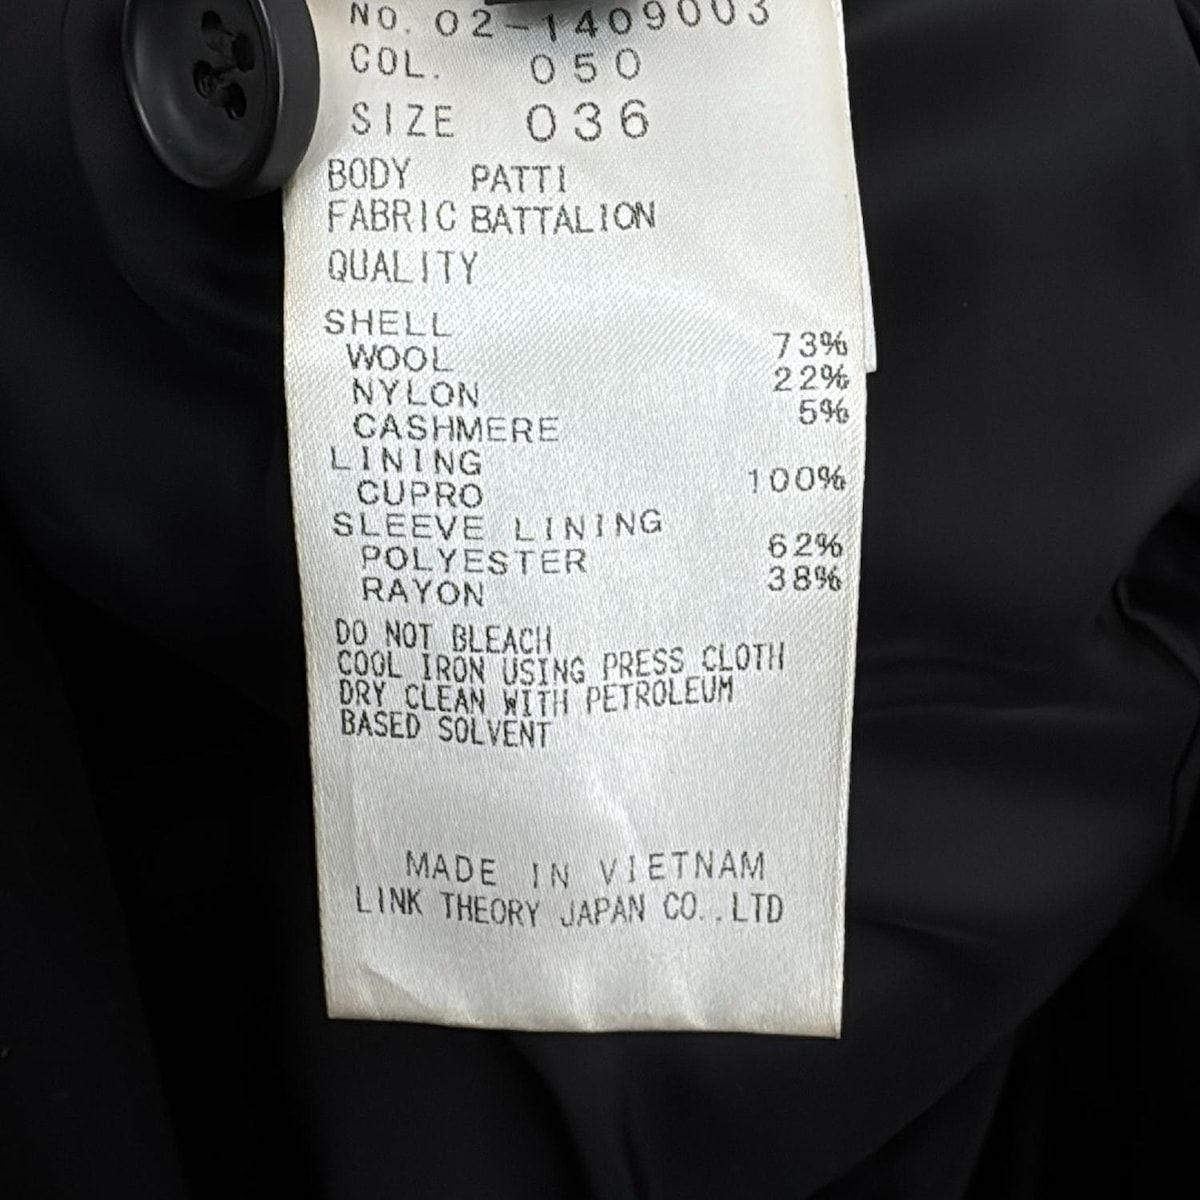 NO. 02-1409003
COL. 050
SIZE 036
BODY PATTI
FABRIC BATTALION
QUALITY
SHELL
WOOL 73%
NYLON 22%
CASHMERE 5%
LINING
CUPRO 100%
SLEEVE LINING
POLYESTER 62%
RAYON 38%
DO NOT BLEACH
COOL IRON USING PRESS CLOTH
DRY CLEAN WITH PETROLEUM
BASED SOLVENT
MADE IN VIETNAM
LINK THEORY JAPAN CO.,LTD